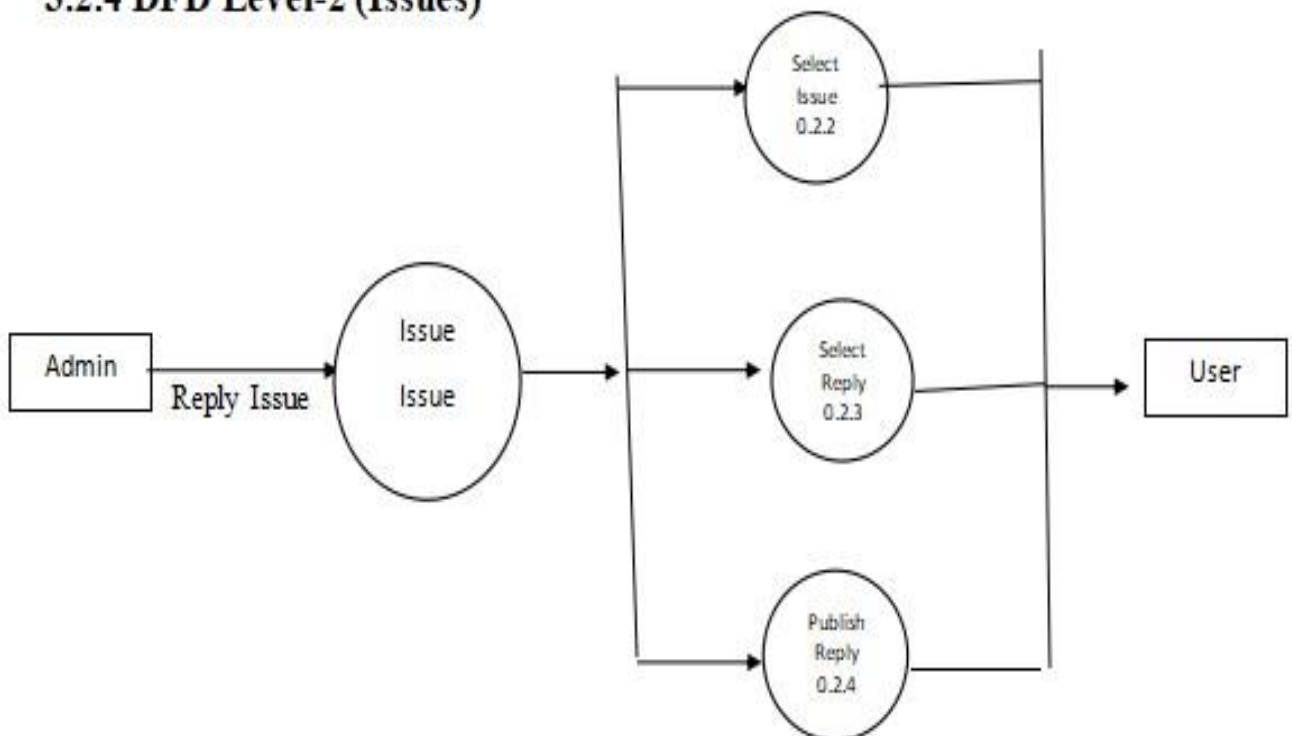 3.2.4 DFD Level-2 (Issues)
Select
Issue
0.2.2
Issue
Issue
Admin
Reply Issue
Select
Reply
0.2.3
User
Publish
Reply
0.2.4